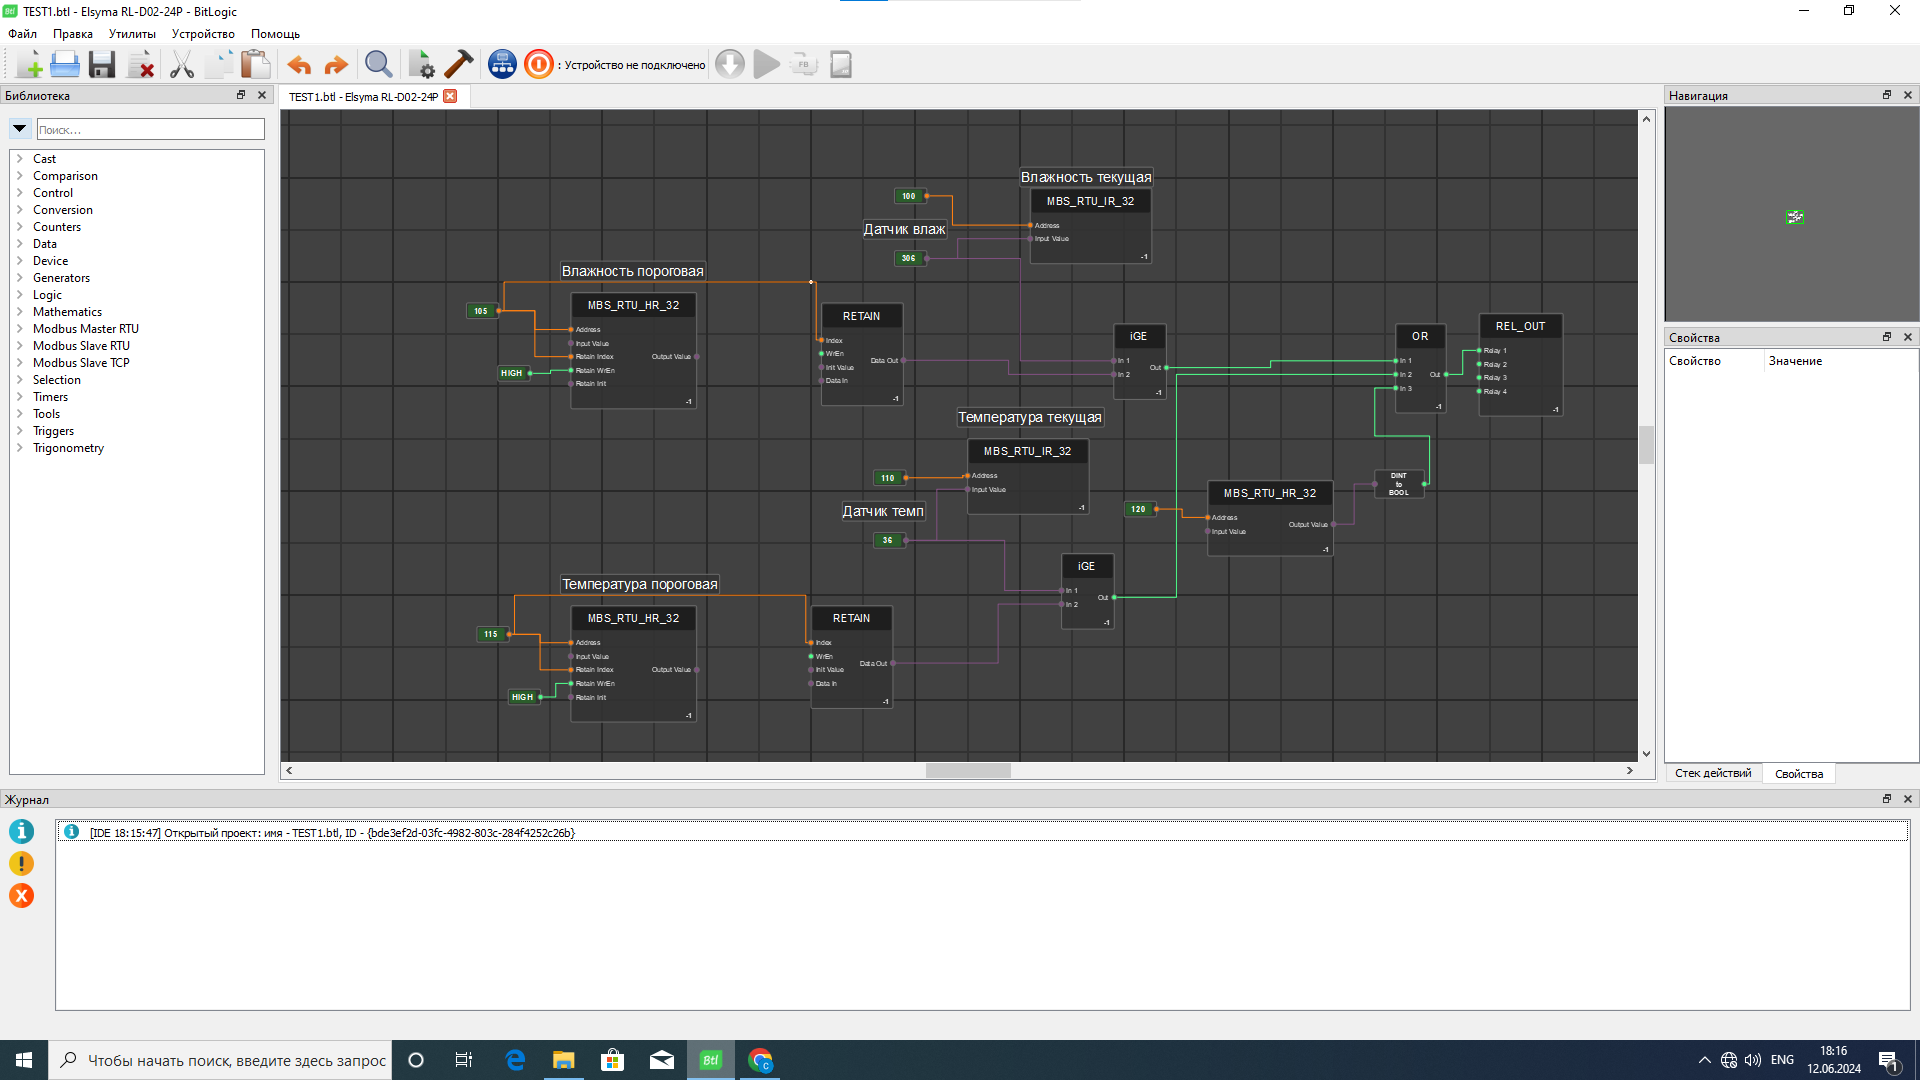 TEST1.btl - Elsyma RL-D02-24P - BitLogic
Файл Правка Утилиты Устройство Помощь
: Устройство не подключено
FB
Библиотека
Поиск...
Cast
Comparison
Control
Conversion
Counters
Data
Device
Generators
Logic
Mathematics
Modbus Master RTU
Modbus Slave RTU
Modbus Slave TCP
Selection
Timers
Tools
Triggers
Trigonometry
TEST1.btl - Elsyma RL-D02-24P
Влажность текущая
100
MBS_RTU_IR_32
Address
Input Value
-1
Датчик влаж
306
Влажность пороговая
105
MBS_RTU_HR_32
Address
Input Value
Retain Index
Output Value
Retain WrEn
Retain Init
-1
HIGH
RETAIN
Index
WrEn
Data Out
Init Value
Data In
-1
iGE
In 1
Out
In 2
-1
OR
In 1
In 2
Out
In 3
-1
REL_OUT
Relay 1
Relay 2
Relay 3
Relay 4
-1
Температура текущая
110
MBS_RTU_IR_32
Address
Input Value
-1
Датчик темп
36
120
MBS_RTU_HR_32
Address
Output Value
Input Value
-1
DINT
to
BOOL
iGE
In 1
Out
In 2
-1
Температура пороговая
115
MBS_RTU_HR_32
Address
Input Value
Retain Index
Output Value
Retain WrEn
Retain Init
-1
HIGH
RETAIN
Index
WrEn
Data Out
Init Value
Data In
-1
Навигация
Свойства
Свойство Значение
Стек действий Свойства
Журнал
[IDE 18:15:47] Открытый проект: имя - TEST1.btl, ID - {bde3ef2d-03fc-4982-803c-284f4252c26b}
Чтобы начать поиск, введите здесь запрос
Btl
C
ENG
18:16
12.06.2024
1